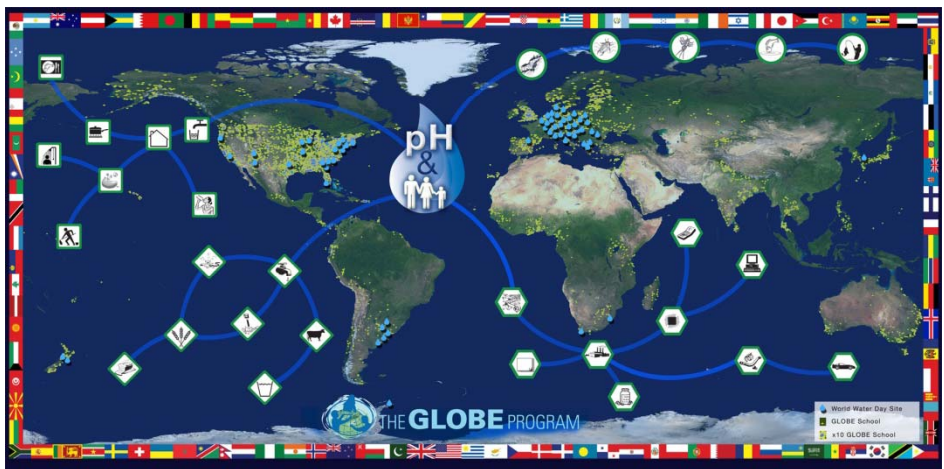 pH
&
THE GLOBE PROGRAM
World Water Day Site
GLOBE School
x10 GLOBE School